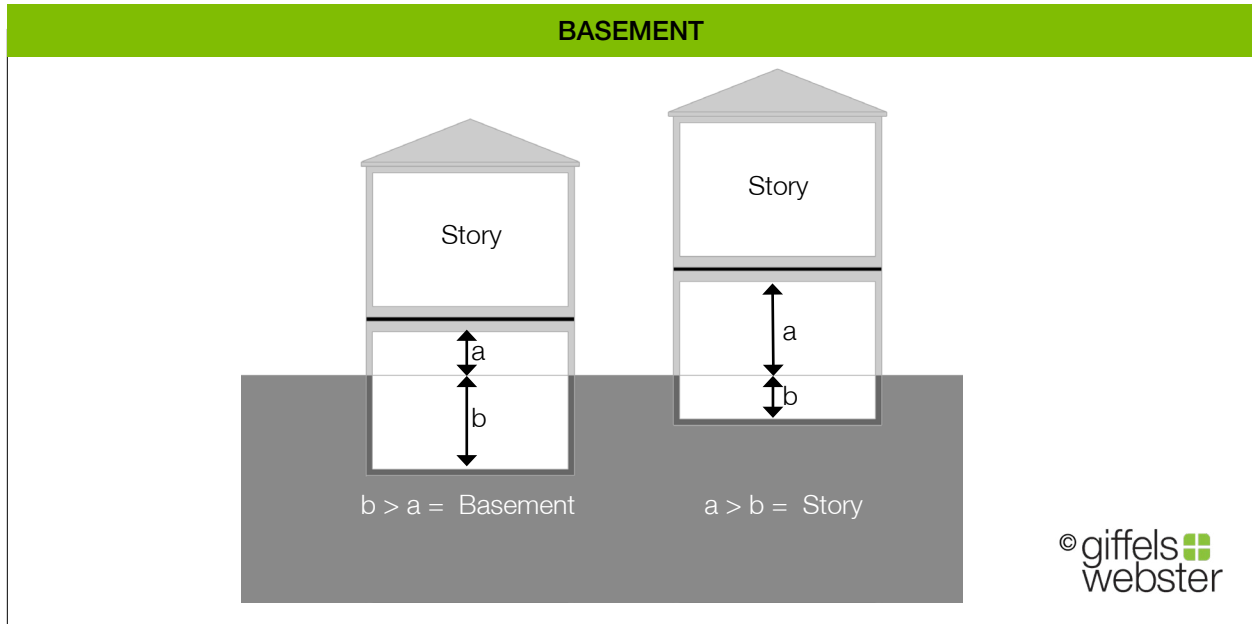 BASEMENT
Story
Story
a
a
b
b
b > a = Basement
a > b = Story
© giffels
webster